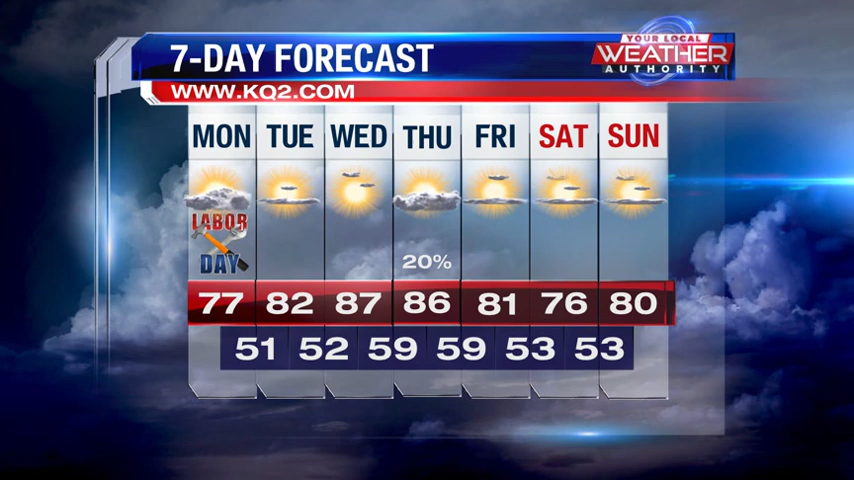 7-DAY FORECAST
YOUR LOCAL
WEATHER
AUTHORITY
WWW.KQ2.COM
MON TUE WED THU FRI SAT SUN
LABOR
DAY
20%
77 82 87 86 81 76 80
51 52 59 59 53 53